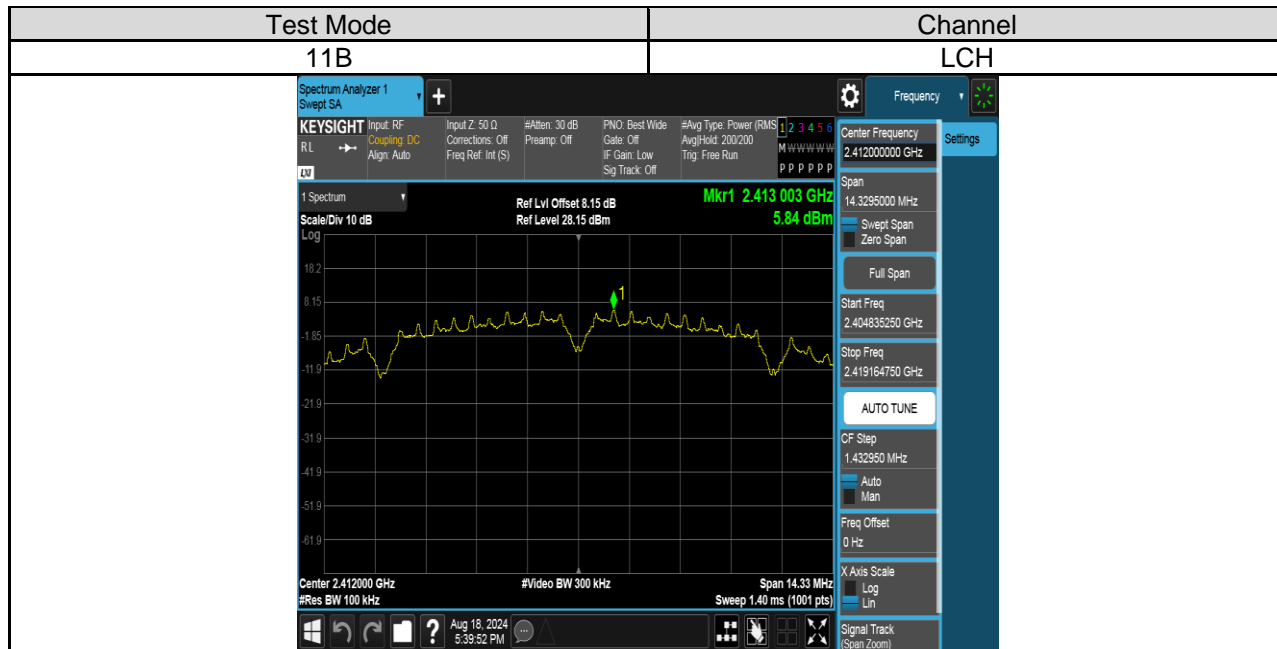 Test Mode Channel
11B LCH
Spectrum Analyzer 1
Swept SA
+
Frequency
KEYSIGHT
RL
LXI
Input: RF
Coupling: DC
Align: Auto
Input Z: 50 Ω
Corrections: Off
Freq Ref: Int (S)
#Atten: 30 dB
Preamp: Off
PNO: Best Wide
Gate: Off
IF Gain: Low
Sig Track: Off
#Avg Type: Power (RMS
Avg|Hold: 200/200
Trig: Free Run
1 2 3 4 5 6
M W W W W W
P P P P P P
1 Spectrum
Scale/Div 10 dB
Log
Ref Lvl Offset 8.15 dB
Ref Level 28.15 dBm
Mkr1 2.413 003 GHz
5.84 dBm
1
18.2
8.15
-1.85
-11.9
-21.9
-31.9
-41.9
-51.9
-61.9
Center 2.412000 GHz
#Res BW 100 kHz
#Video BW 300 kHz
Span 14.33 MHz
Sweep 1.40 ms (1001 pts)
Center Frequency
2.412000000 GHz
Settings
Span
14.3295000 MHz
Swept Span
Zero Span
Full Span
Start Freq
2.404835250 GHz
Stop Freq
2.419164750 GHz
AUTO TUNE
CF Step
1.432950 MHz
Auto
Man
Freq Offset
0 Hz
X Axis Scale
Log
Lin
Signal Track
(Span Zoom)
?
Aug 18, 2024
5:39:52 PM